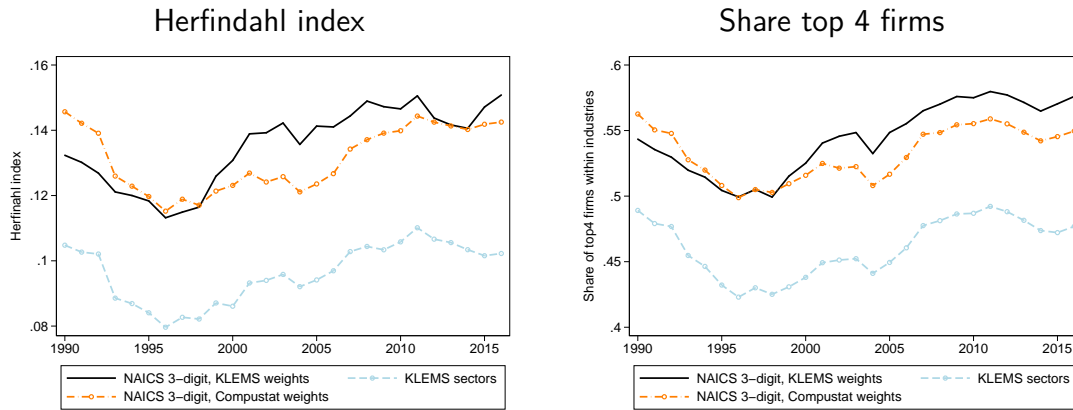 Herfindahl index
Herfinahl index
.16
.14
.12
.1
.08
1990 1995 2000 2005 2010 2015
NAICS 3−digit, KLEMS weights
KLEMS sectors
NAICS 3−digit, Compustat weights
Share top 4 firms
Share of top4 firms within industries
.6
.55
.5
.45
.4
1990 1995 2000 2005 2010 2015
NAICS 3−digit, KLEMS weights
KLEMS sectors
NAICS 3−digit, Compustat weights